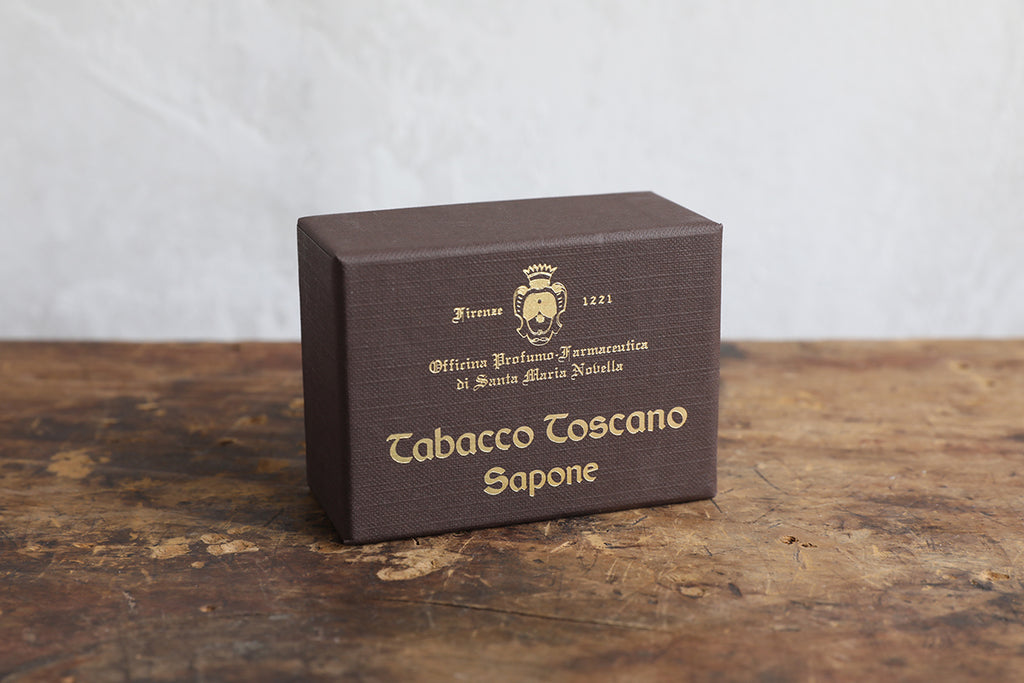 Firenze 1221
Officina Profumo-Farmaceutica
di Santa Maria Novella
Tabacco Toscano
Sapone